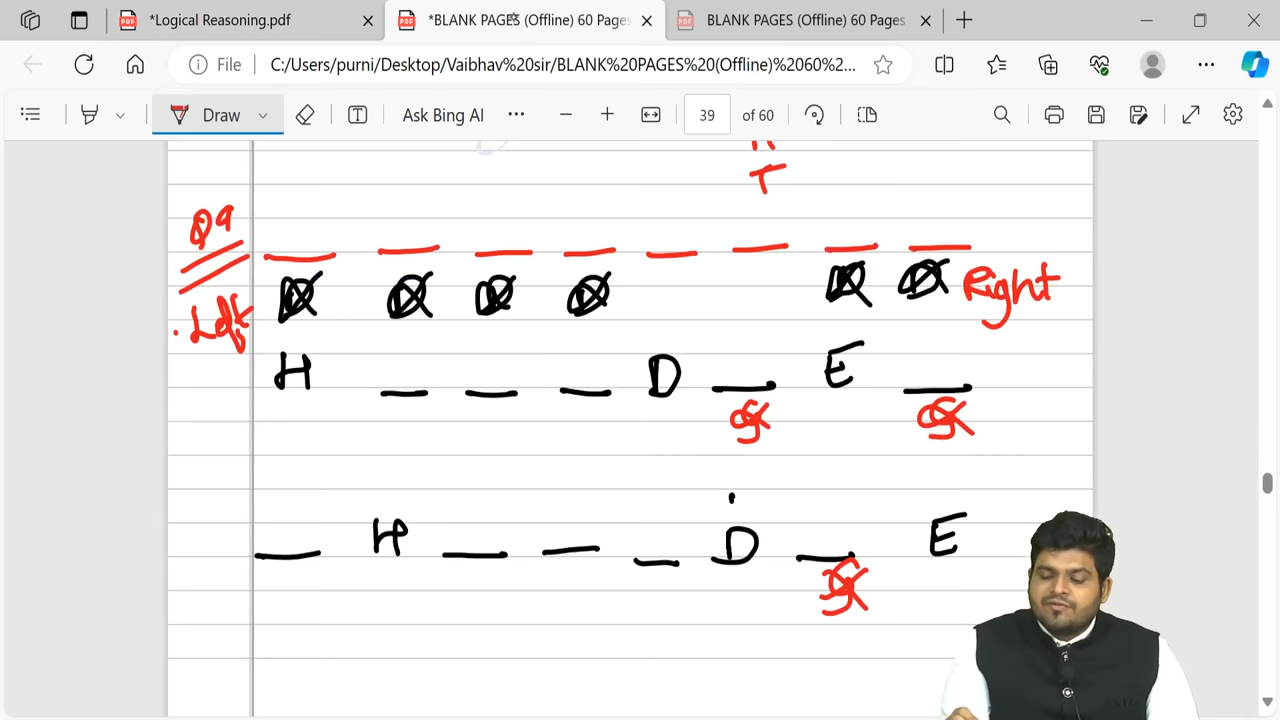 *Logical Reasoning.pdf
*BLANK PAGES (Offline) 60 Pages
BLANK PAGES (Offline) 60 Pages
File
C:/Users/purni/Desktop/Vaibhav%20sir/BLANK%20PAGES%20(Offline)%2060%2...
Draw
Ask Bing AI
39
of 60
T
Q9
D D D D D D
Left
Right
H D E
G G
H D E
G